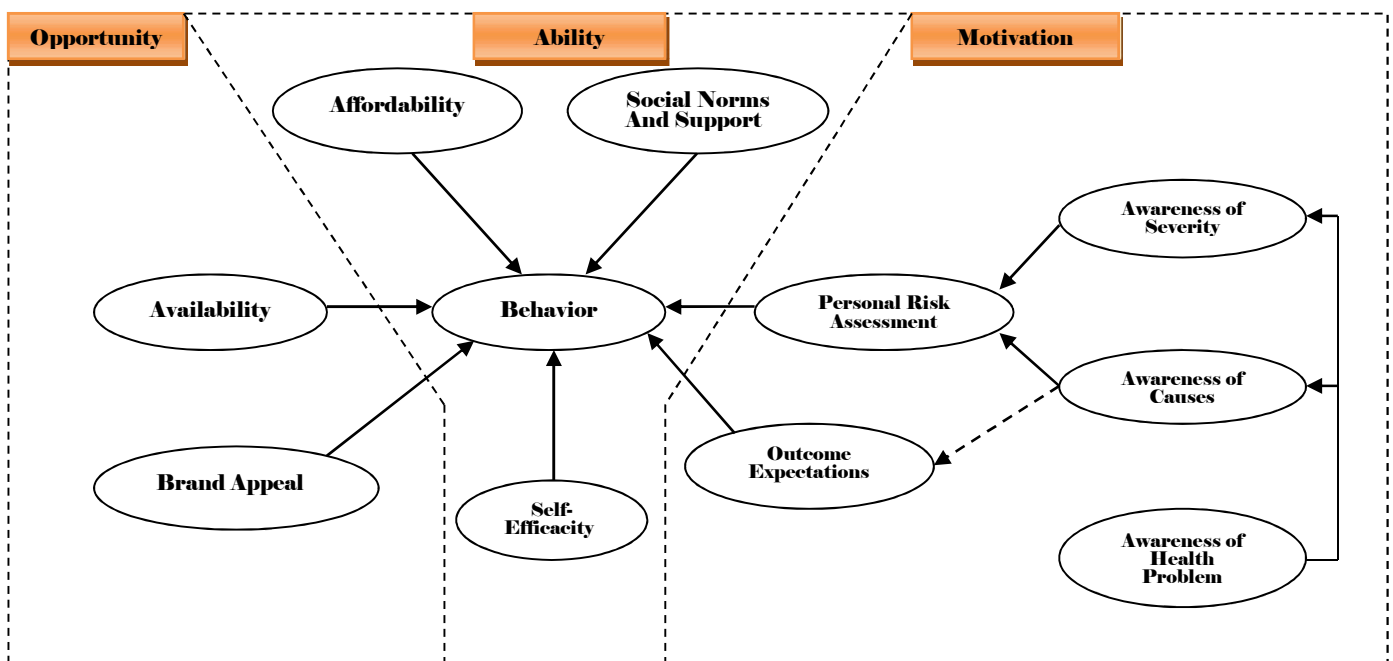 Opportunity
Ability
Motivation
Affordability
Social Norms
And Support
Awareness of
Severity
Availability
Behavior
Personal Risk
Assessment
Awareness of
Causes
Brand Appeal
Outcome
Expectations
Self-
Efficacity
Awareness of
Health
Problem